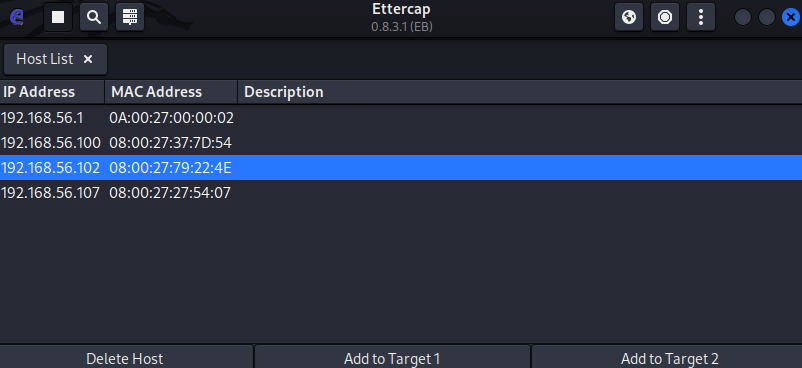 Ettercap
0.8.3.1 (EB)
Host List ×
IP Address MAC Address Description
192.168.56.1 0A:00:27:00:00:02
192.168.56.100 08:00:27:37:7D:54
192.168.56.102 08:00:27:79:22:4E
192.168.56.107 08:00:27:27:54:07
Delete Host Add to Target 1 Add to Target 2